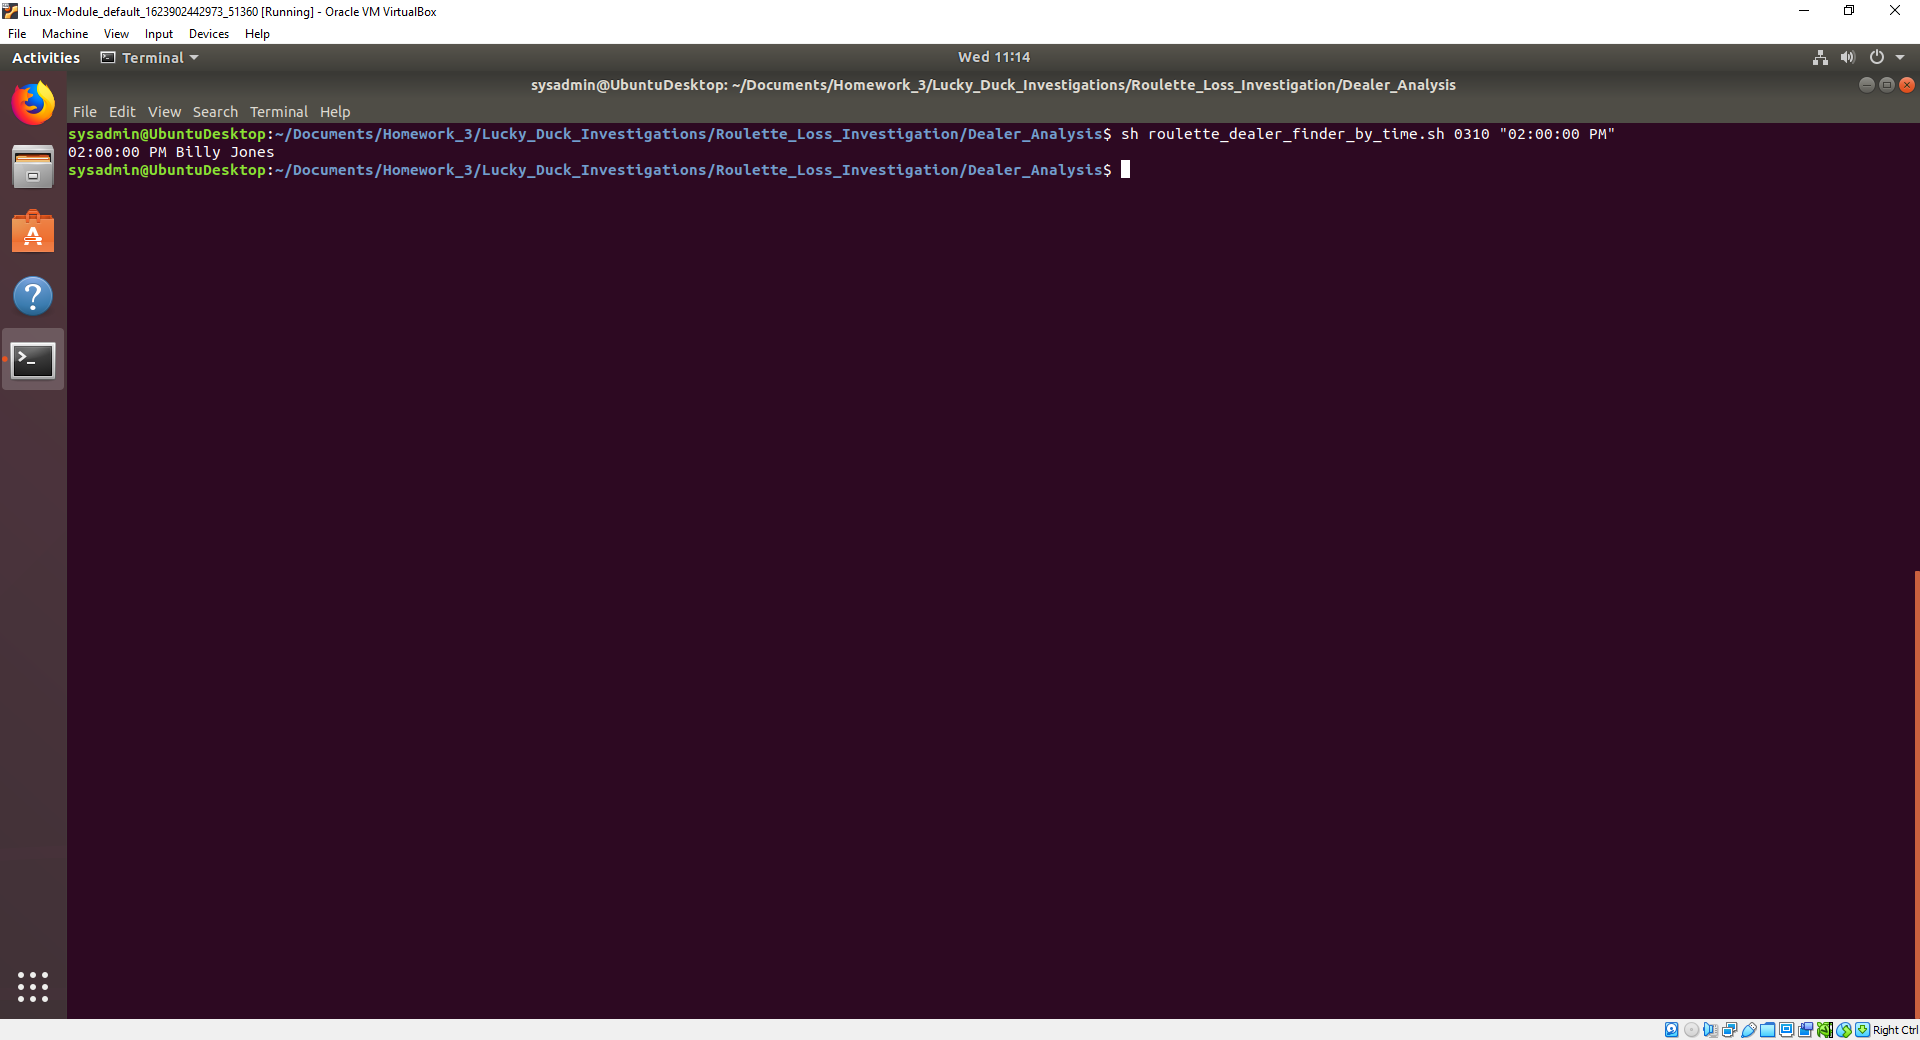 Linux-Module_default_1623902442973_51360 [Running] - Oracle VM VirtualBox
File Machine View Input Devices Help
Activities Terminal Wed 11:14
sysadmin@UbuntuDesktop: ~/Documents/Homework_3/Lucky_Duck_Investigations/Roulette_Loss_Investigation/Dealer_Analysis
File Edit View Search Terminal Help
sysadmin@UbuntuDesktop:~/Documents/Homework_3/Lucky_Duck_Investigations/Roulette_Loss_Investigation/Dealer_Analysis$ sh roulette_dealer_finder_by_time.sh 0310 "02:00:00 PM"
02:00:00 PM Billy Jones
sysadmin@UbuntuDesktop:~/Documents/Homework_3/Lucky_Duck_Investigations/Roulette_Loss_Investigation/Dealer_Analysis$
Right Ctrl